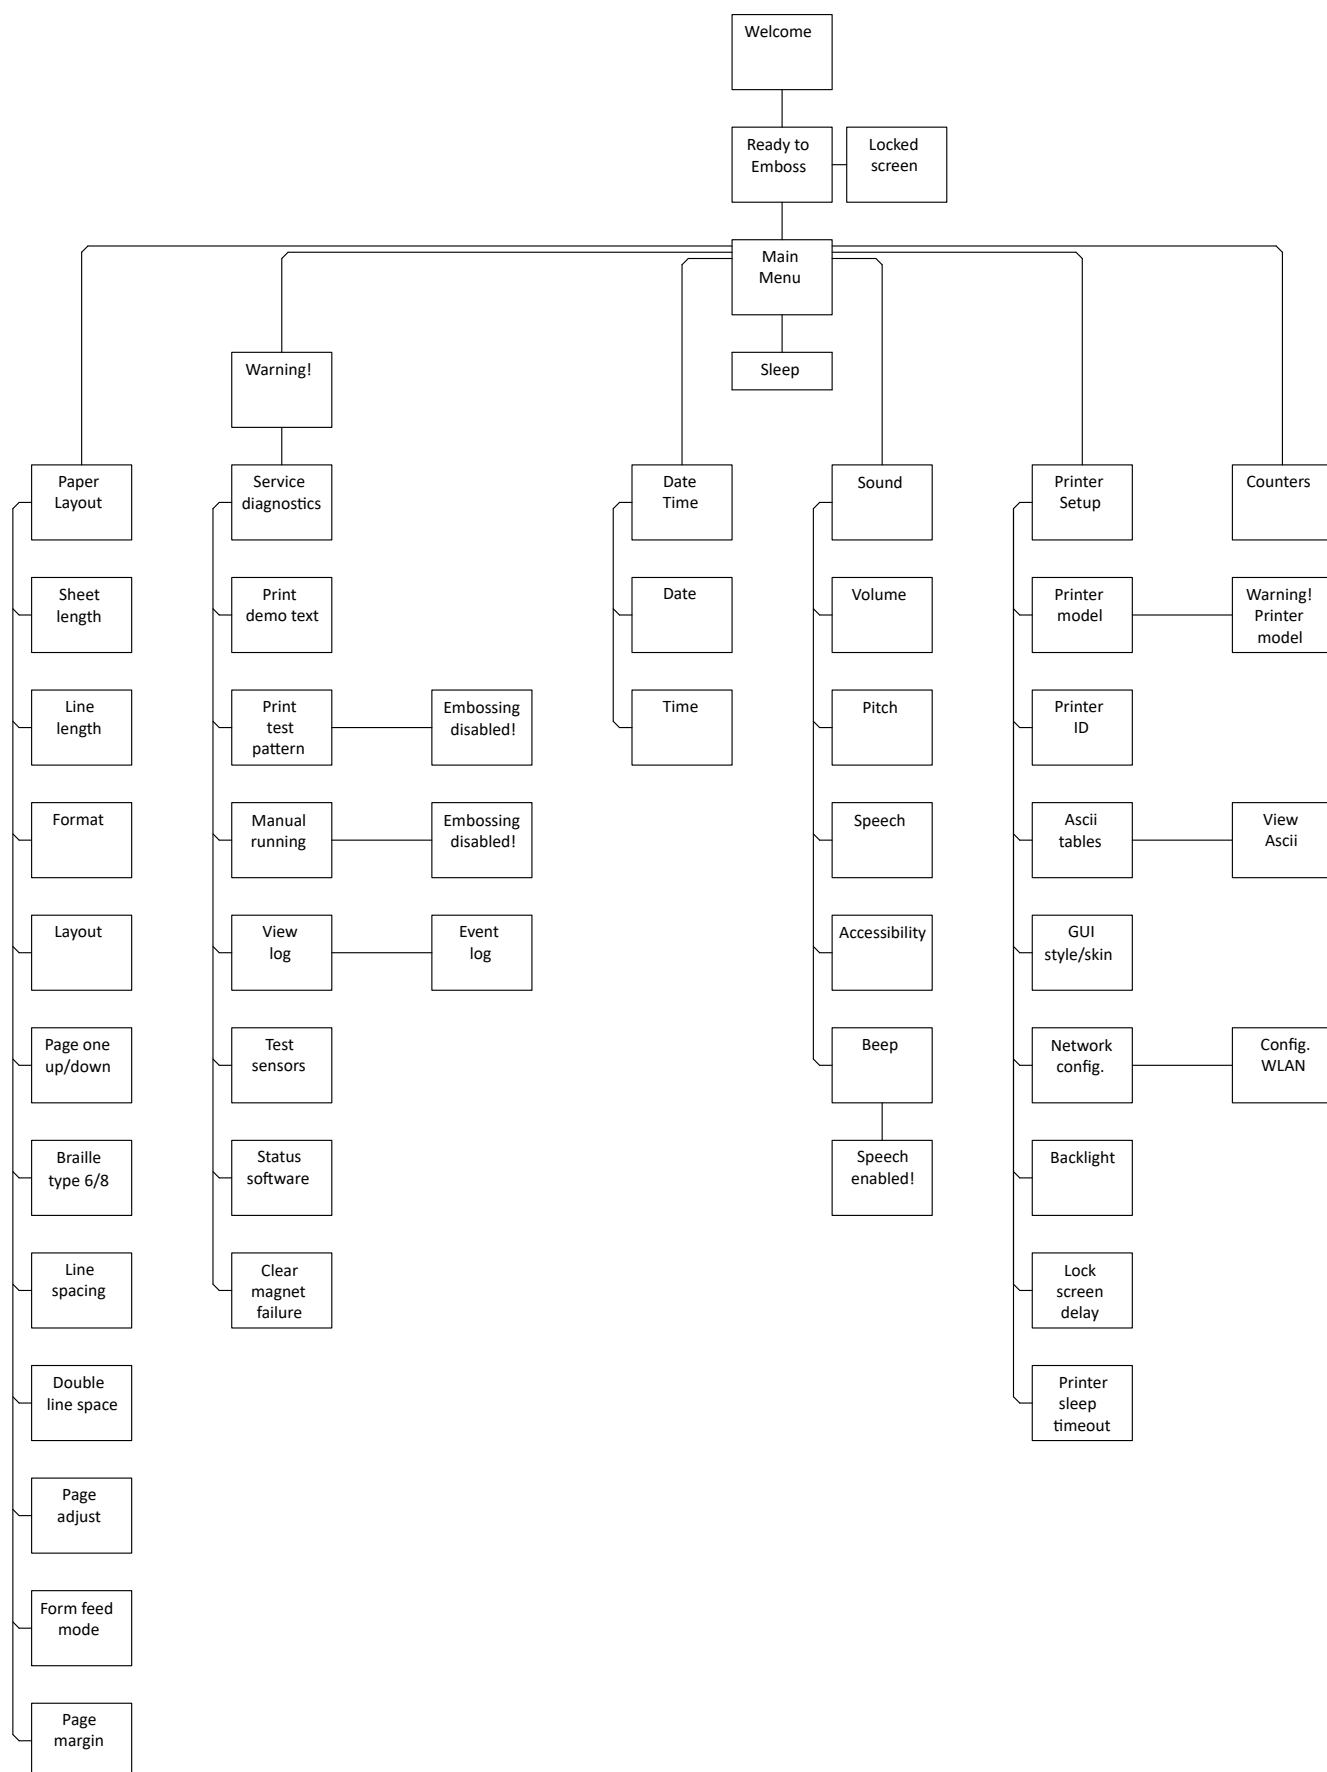 Welcome
Ready to
Emboss
Locked
screen
Main
Menu
Sleep
Warning!
Paper
Layout
Service
diagnostics
Date
Time
Sound
Printer
Setup
Counters
Sheet
length
Print
demo text
Date
Volume
Printer
model
Warning!
Printer
model
Line
length
Print
test
pattern
Embossing
disabled!
Time
Pitch
Printer
ID
Format
Manual
running
Embossing
disabled!
Speech
Ascii
tables
View
Ascii
Layout
View
log
Event
log
Accessibility
GUI
style/skin
Page one
up/down
Test
sensors
Beep
Network
config.
Config.
WLAN
Braille
type 6/8
Status
software
Speech
enabled!
Backlight
Line
spacing
Clear
magnet
failure
Lock
screen
delay
Double
line space
Printer
sleep
timeout
Page
adjust
Form feed
mode
Page
margin